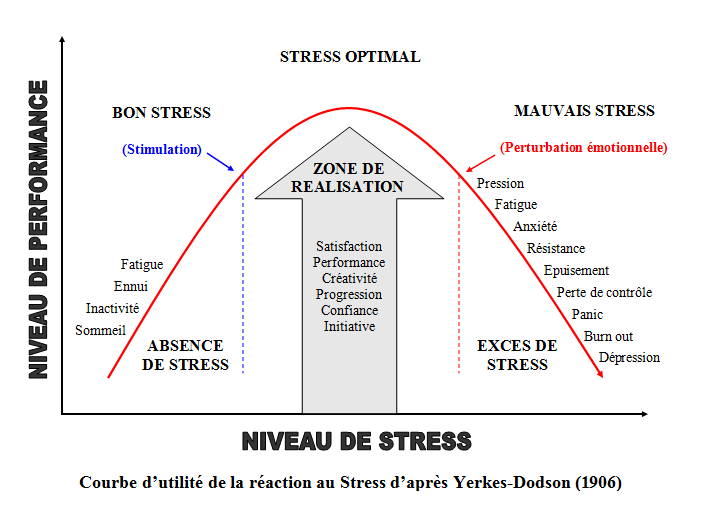 STRESS OPTIMAL
BON STRESS
MAUVAIS STRESS
(Stimulation)
(Perturbation émotionnelle)
NIVEAU DE PERFORMANCE
ZONE DE
REALISATION
Satisfaction
Performance
Créativité
Progression
Confiance
Initiative
Fatigue
Ennui
Inactivité
Sommeil
ABSENCE
DE STRESS
Pression
Fatigue
Anxiété
Résistance
Epuisement
Perte de contrôle
Panic
Burn out
Dépression
EXCES DE
STRESS
NIVEAU DE STRESS
Courbe d’utilité de la réaction au Stress d’après Yerkes-Dodson (1906)